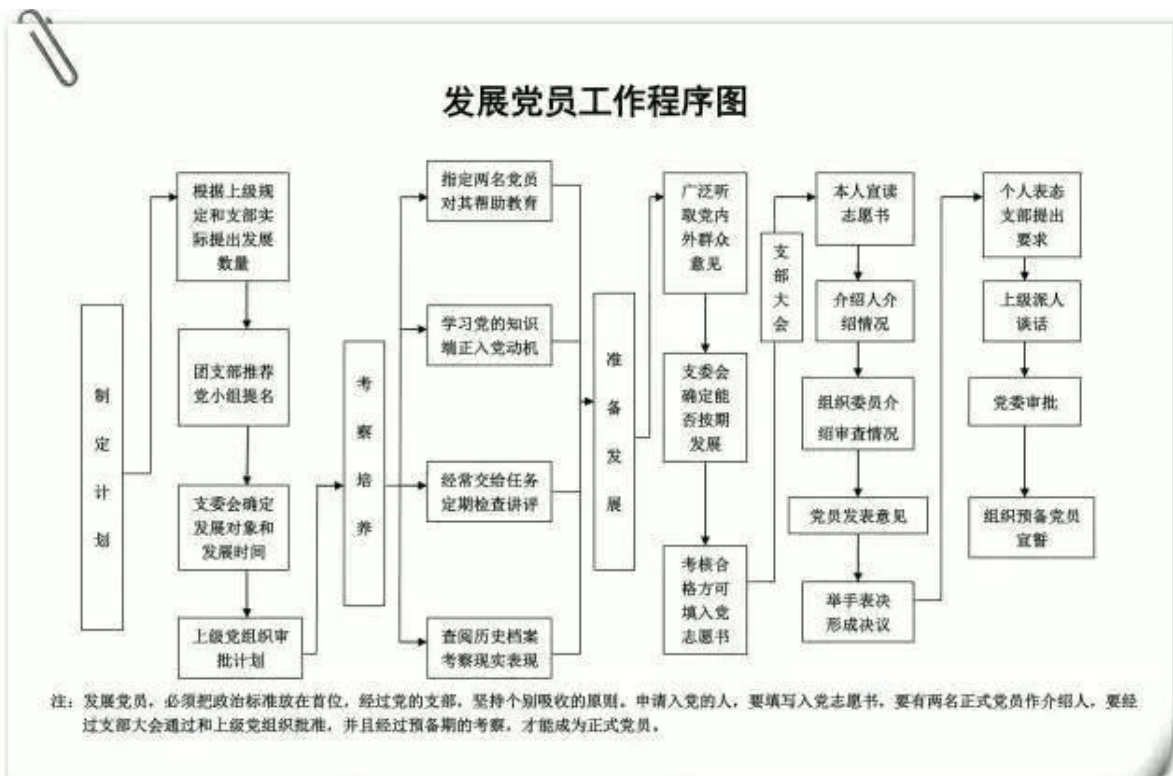 发展党员工作程序图
制定计划
根据上级规
定和支部实
际提出发展
数量
团支部推荐
党小组提名
支委会确定
发展对象和
发展时间
上级党组织审
批计划
考察培养
指定两名党员
对其帮助教育
学习党的知识
端正入党动机
经常交给任务
定期检查讲评
查阅历史档案
考察现实表现
准备发展
广泛听
取党内
外群众
意见
支委会
确定能
否按期
发展
考核合
格方可
填入党
志愿书
支部大会
本人宣读
志愿书
介绍人介
绍情况
组织委员介
绍审查情况
党员发表意见
举手表决
形成决议
个人表态
支部提出
要求
上级派人
谈话
党委审批
组织预备党员
宣誓
注：发展党员，必须把政治标准放在首位，经过党的支部，坚持个别吸收的原则。申请入党的人，要填写入党志愿书，要有两名正式党员作介绍人，要经
过支部大会通过和上级党组织批准，并且经过预备期的考察，才能成为正式党员。